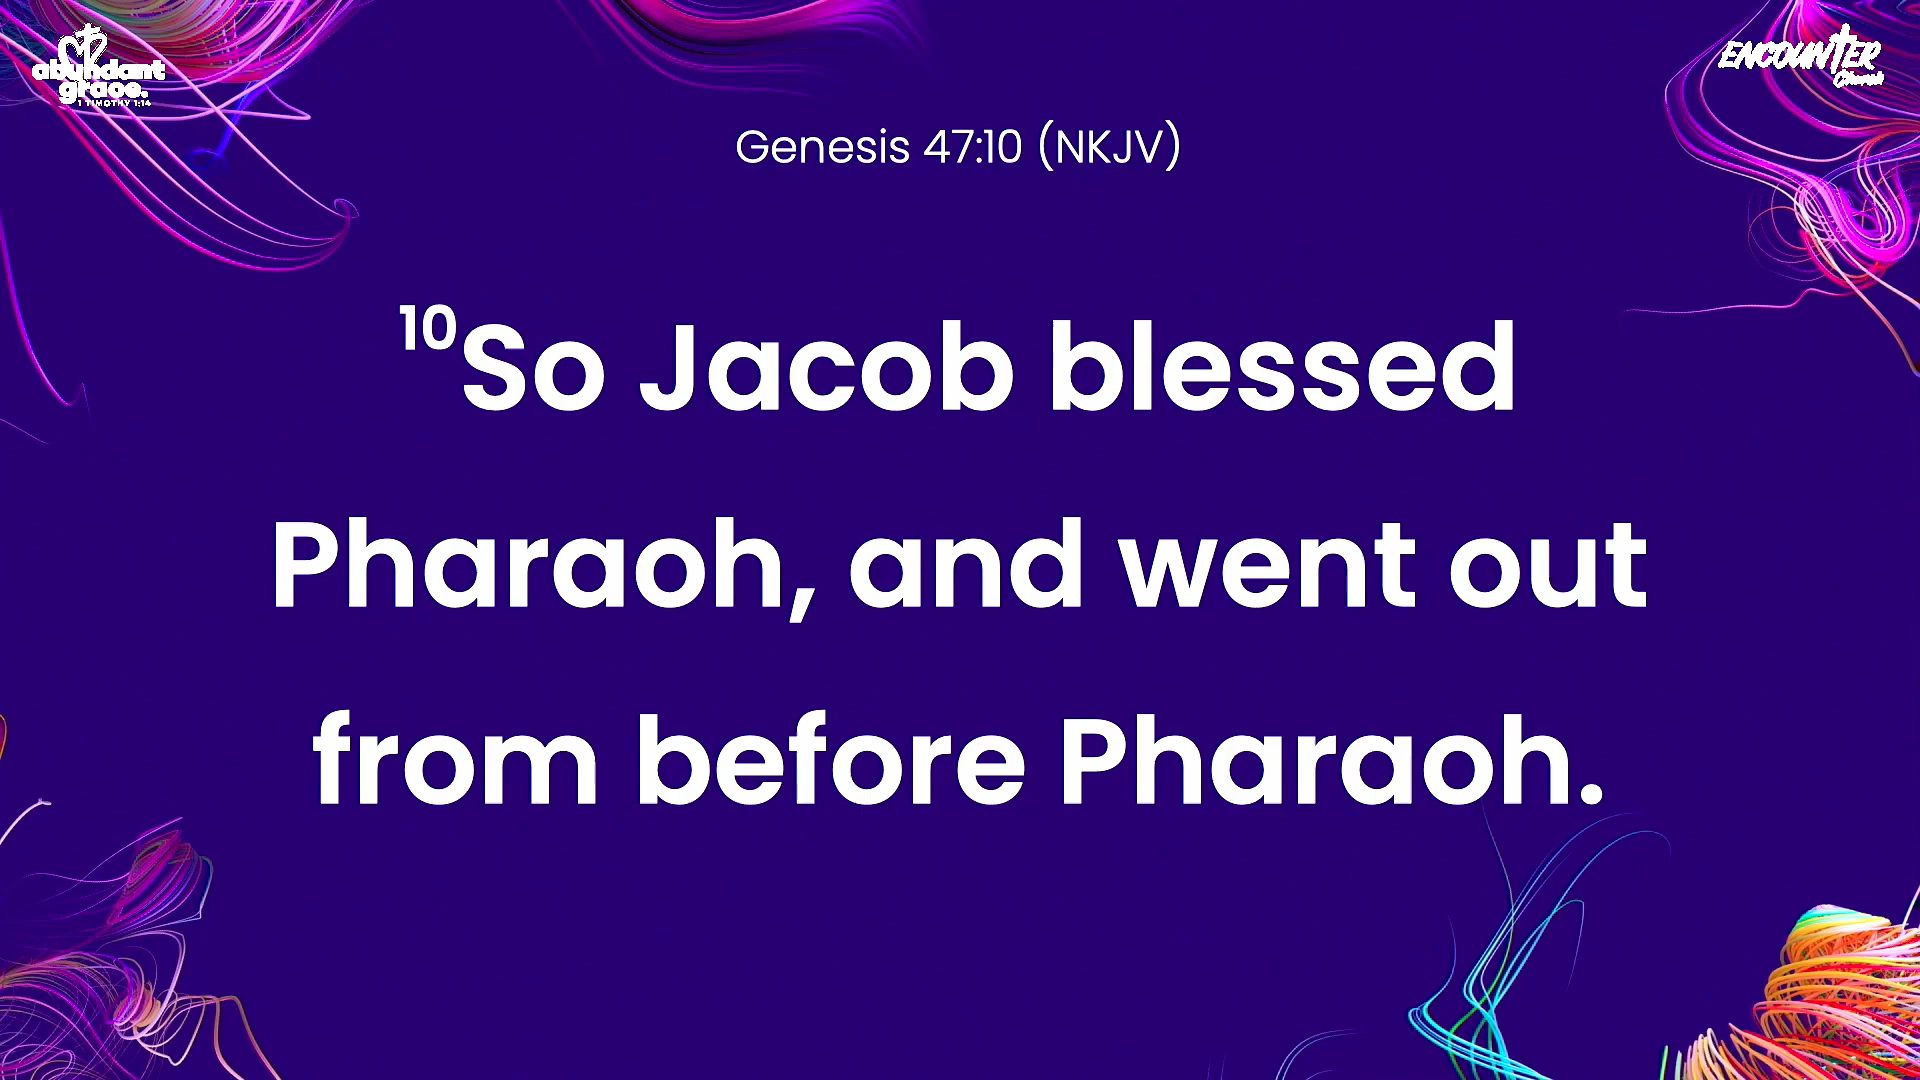 abundant
grace.
1 TIMOTHY 1:14
ENCOUNTER
Church
Genesis 47:10 (NKJV)
10So Jacob blessed
Pharaoh, and went out
from before Pharaoh.